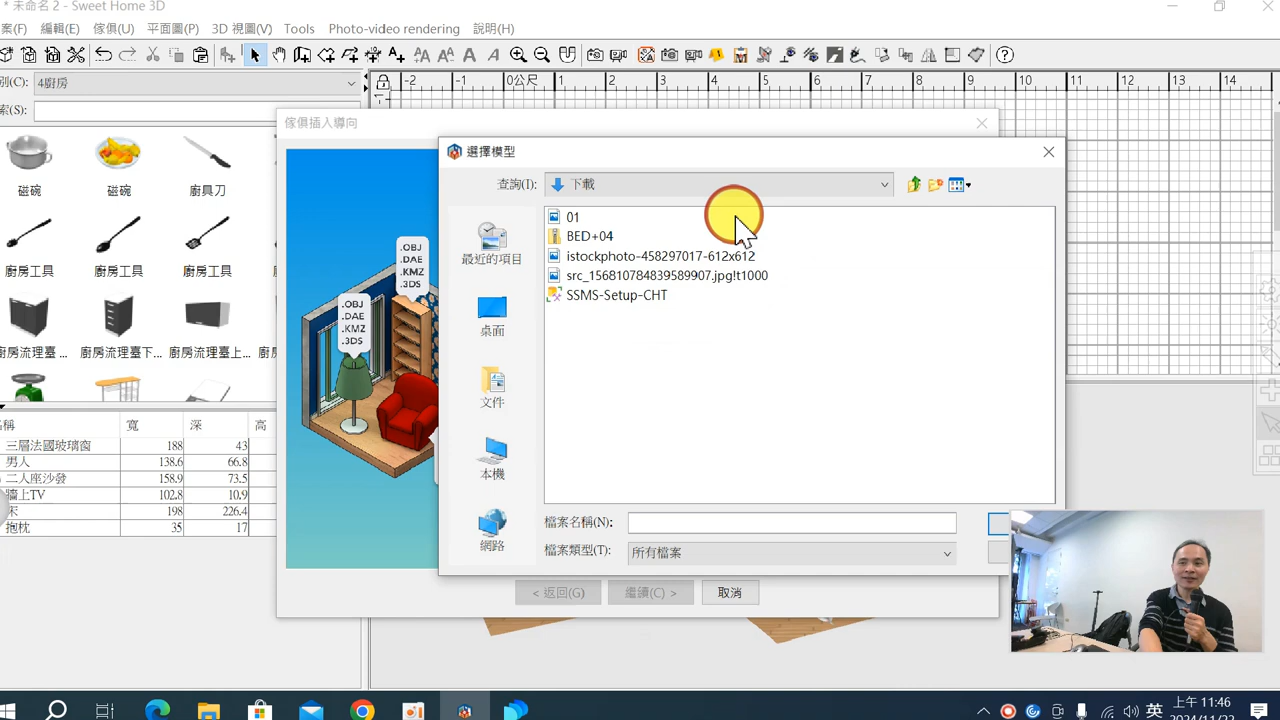 * 未命名 2 - Sweet Home 3D
案(F) 編輯(E) 傢俱(U) 平面圖(P) 3D 視圖(V) Tools Photo-video rendering 說明(H)
別(C): 4廚房
索(S):
-2 -1 0公尺 1 2 3 4 5 6 7 8 9 10 11 12 13 14
磁碗 磁碗 廚具刀
廚房工具 廚房工具 廚房工具
廚房流理臺 ... 廚房流理臺下... 廚房流理臺上...
名稱 寬 深 高
三層法國玻璃窗 188 43
男人 138.6 66.8
二人座沙發 158.9 73.5
牆上TV 102.8 10.9
床 198 226.4
抱枕 35 17
傢俱插入導向
.OBJ
.DAE
.KMZ
.3DS
.OBJ
.DAE
.KMZ
.3DS
選擇模型
查詢(I): 下載
最近的項目
桌面
文件
本機
網路
01
BED+04
istockphoto-458297017-612x612
src_156810784839589907.jpg!t1000
SSMS-Setup-CHT
檔案名稱(N):
檔案類型(T): 所有檔案
< 返回(G) 繼續(C) > 取消
英
上午 11:46